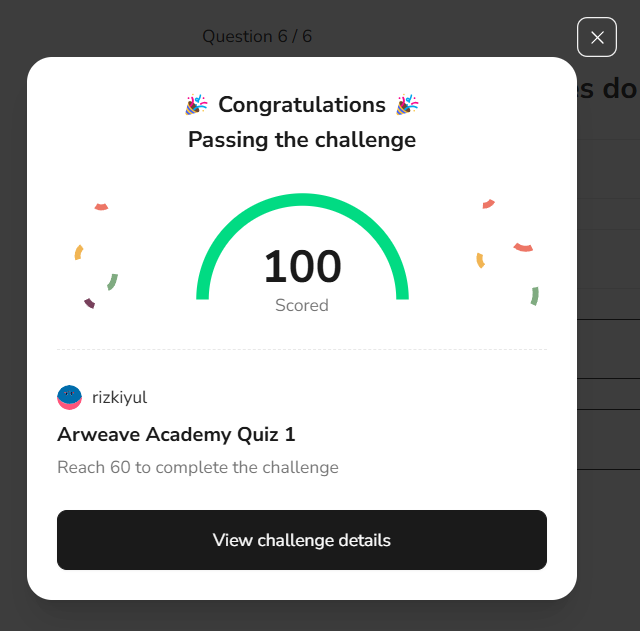 Question 6 / 6
s do
🎉 Congratulations 🎉
Passing the challenge
100
Scored
rizkiyul
Arweave Academy Quiz 1
Reach 60 to complete the challenge
View challenge details